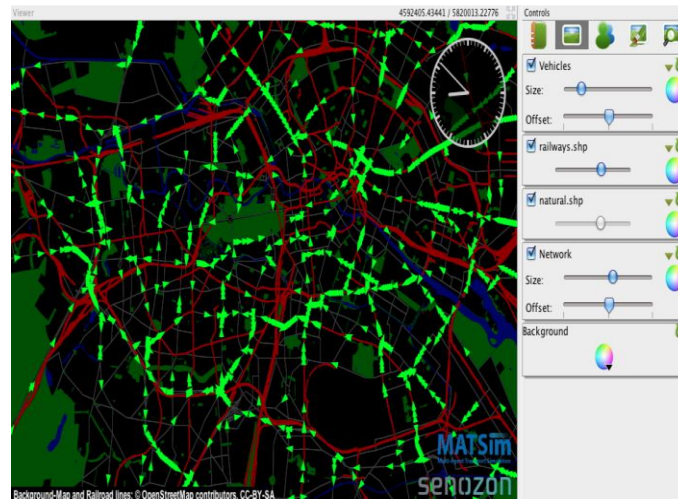 Viewer
4592405.43441 / 5820013.22776
Controls
Vehicles
Size:
Offset:
railways.shp
natural.shp
Network
Size:
Offset:
Background
MATSim
senozon
Background-Map and Railroad lines: © OpenStreetMap contributors, CC-BY-SA